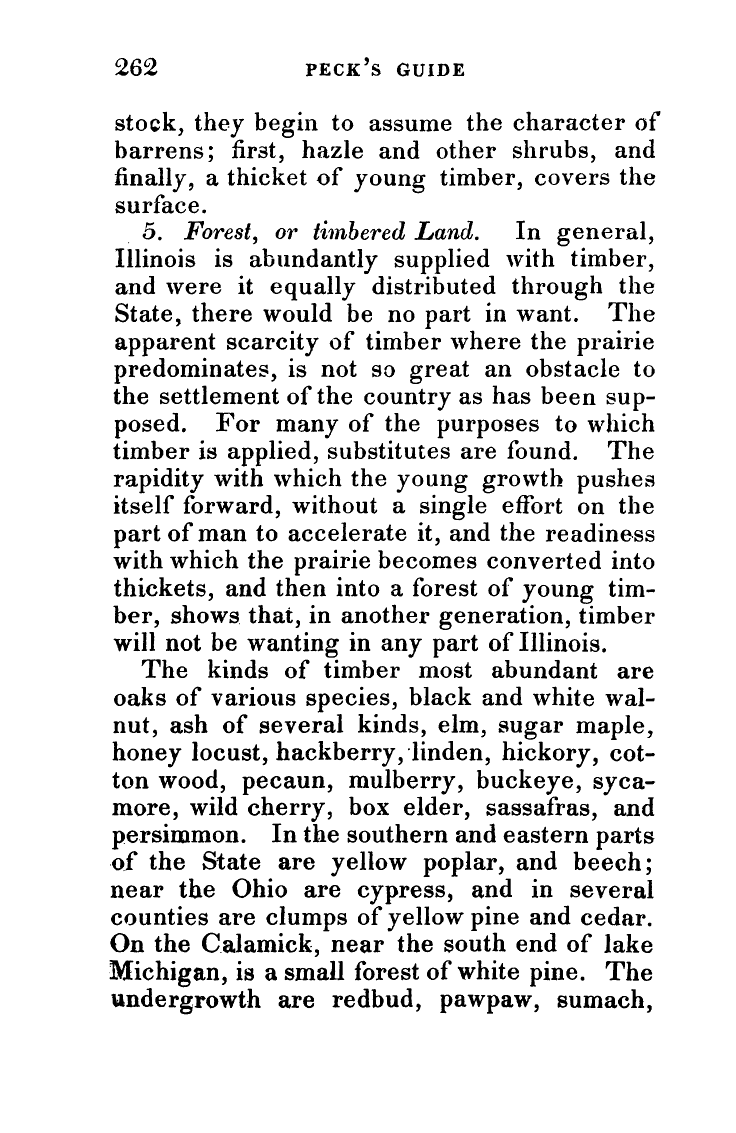 262 PECK'S GUIDE
stock, they begin to assume the character of
barrens; first, hazle and other shrubs, and
finally, a thicket of young timber, covers the
surface.
5. Forest, or timbered Land. In general,
Illinois is abundantly supplied with timber,
and were it equally distributed through the
State, there would be no part in want. The
apparent scarcity of timber where the prairie
predominates, is not so great an obstacle to
the settlement of the country as has been sup-
posed. For many of the purposes to which
timber is applied, substitutes are found. The
rapidity with which the young growth pushes
itself forward, without a single effort on the
part of man to accelerate it, and the readiness
with which the prairie becomes converted into
thickets, and then into a forest of young tim-
ber, shows that, in another generation, timber
will not be wanting in any part of Illinois.
The kinds of timber most abundant are
oaks of various species, black and white wal-
nut, ash of several kinds, elm, sugar maple,
honey locust, hackberry, linden, hickory, cot-
ton wood, pecaun, mulberry, buckeye, syca-
more, wild cherry, box elder, sassafras, and
persimmon. In the southern and eastern parts
of the State are yellow poplar, and beech;
near the Ohio are cypress, and in several
counties are clumps of yellow pine and cedar.
On the Calamick, near the south end of lake
Michigan, is a small forest of white pine. The
undergrowth are redbud, pawpaw, sumach,